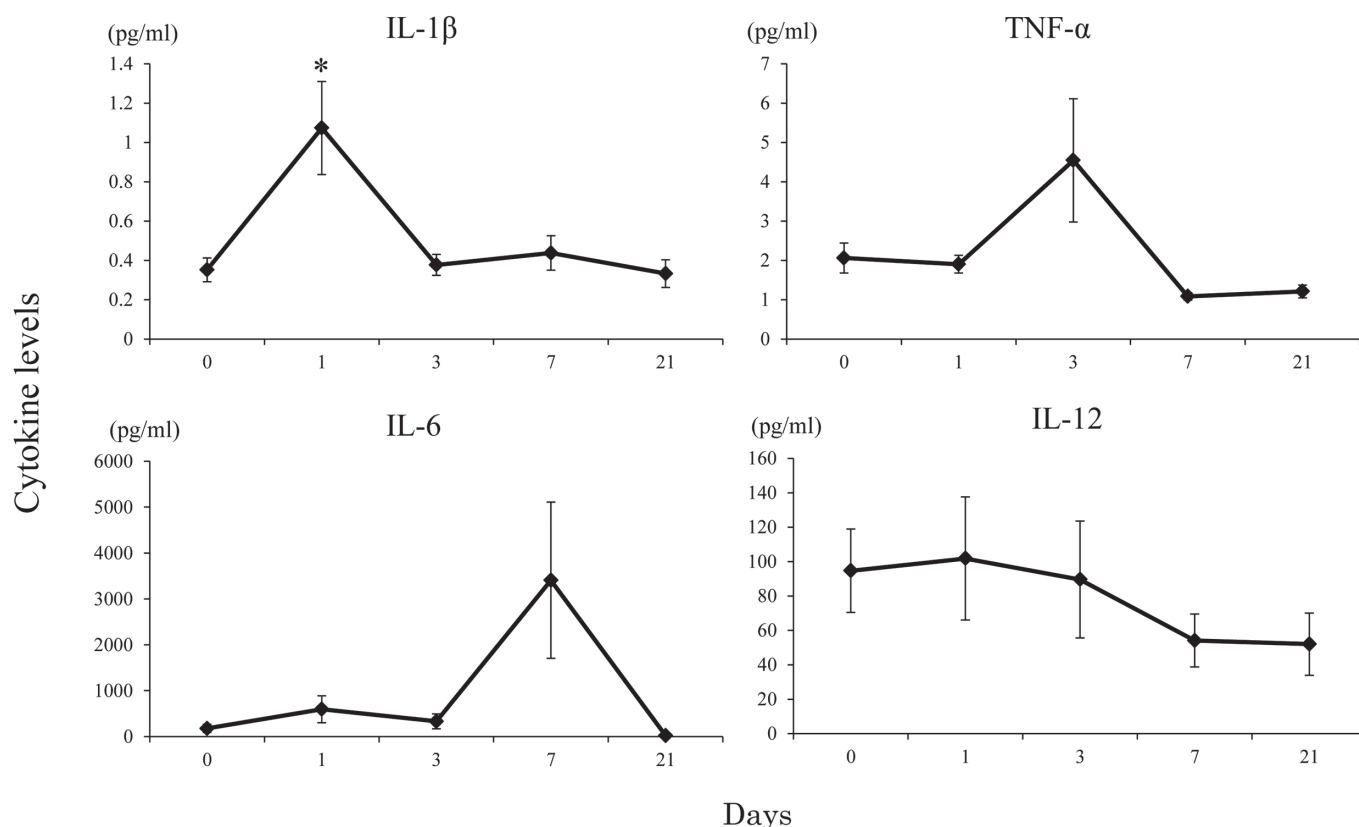 IL-1β
(pg/ml)
*
1.4
1.2
1
0.8
0.6
0.4
0.2
0
0 1 3 7 21
TNF-α
(pg/ml)
7
6
5
4
3
2
1
0
0 1 3 7 21
Cytokine levels
IL-6
(pg/ml)
6000
5000
4000
3000
2000
1000
0
0 1 3 7 21
IL-12
(pg/ml)
160
140
120
100
80
60
40
20
0
0 1 3 7 21
Days